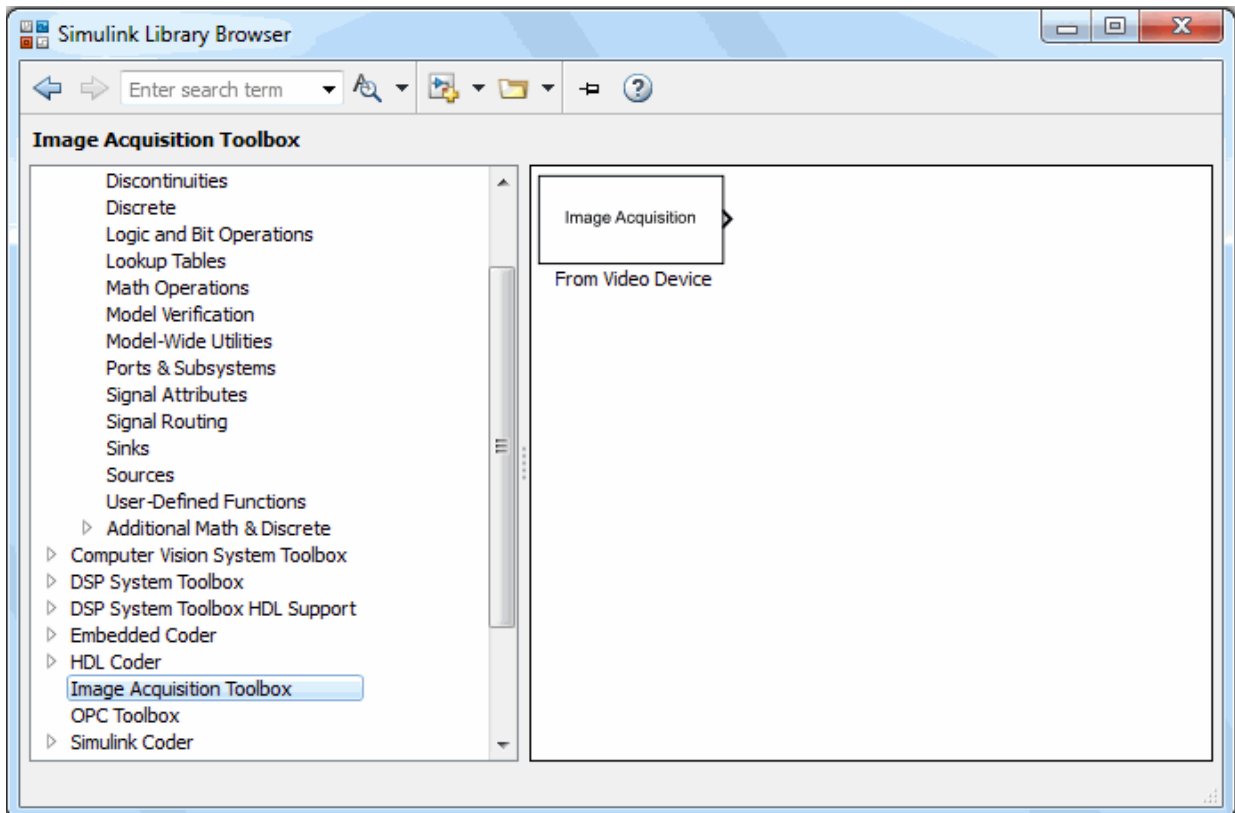 Simulink Library Browser
Enter search term
Image Acquisition Toolbox
Discontinuities
Discrete
Logic and Bit Operations
Lookup Tables
Math Operations
Model Verification
Model-Wide Utilities
Ports & Subsystems
Signal Attributes
Signal Routing
Sinks
Sources
User-Defined Functions
Additional Math & Discrete
Computer Vision System Toolbox
DSP System Toolbox
DSP System Toolbox HDL Support
Embedded Coder
HDL Coder
Image Acquisition Toolbox
OPC Toolbox
Simulink Coder
Image Acquisition
From Video Device